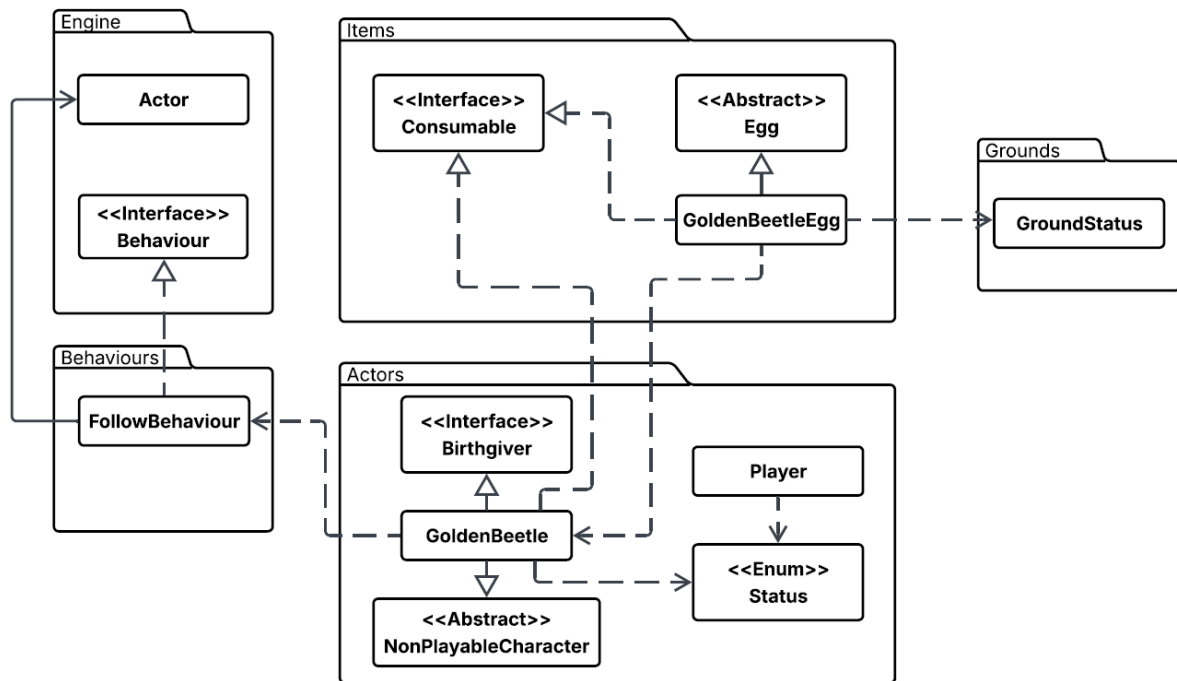 Engine
Actor
<<Interface>>
Behaviour
Items
<<Interface>>
Consumable
<<Abstract>>
Egg
GoldenBeetleEgg
Grounds
GroundStatus
Behaviours
FollowBehaviour
Actors
<<Interface>>
Birthgiver
GoldenBeetle
<<Abstract>>
NonPlayableCharacter
Player
<<Enum>>
Status